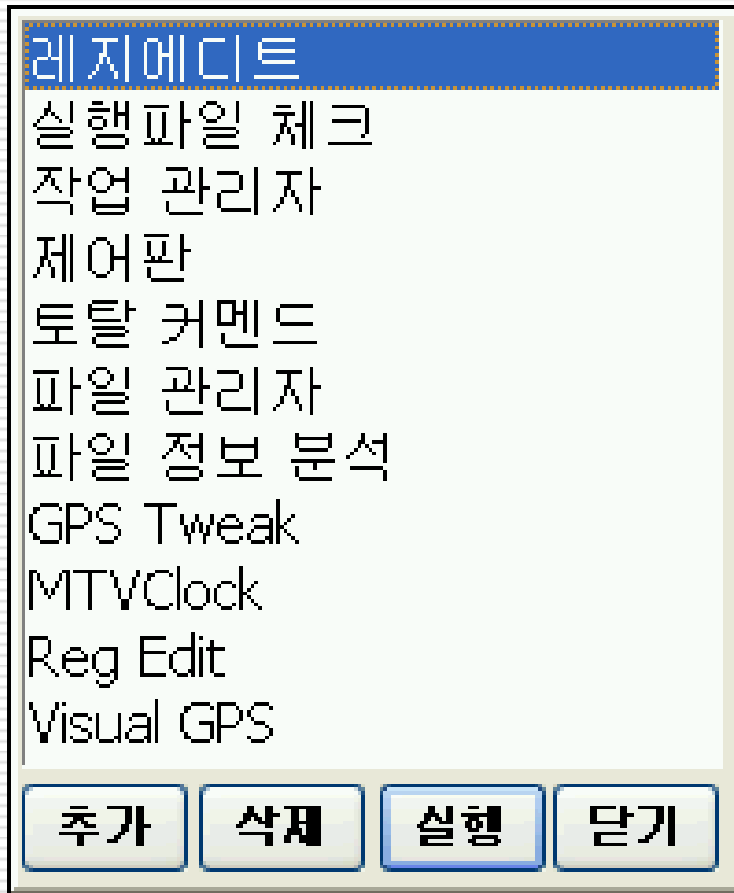 레지에디트
실행파일 체크
작업 관리자
제어판
토탈 커멘드
파일 관리자
파일 정보 분석
GPS Tweak
MTVClock
Reg Edit
Visual GPS
추가 삭제 실행 닫기